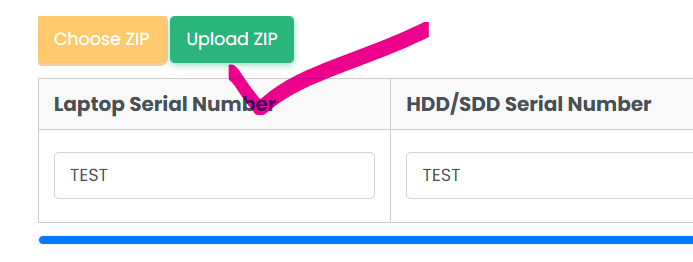 Choose ZIP Upload ZIP
Laptop Serial Number HDD/SDD Serial Number
TEST TEST